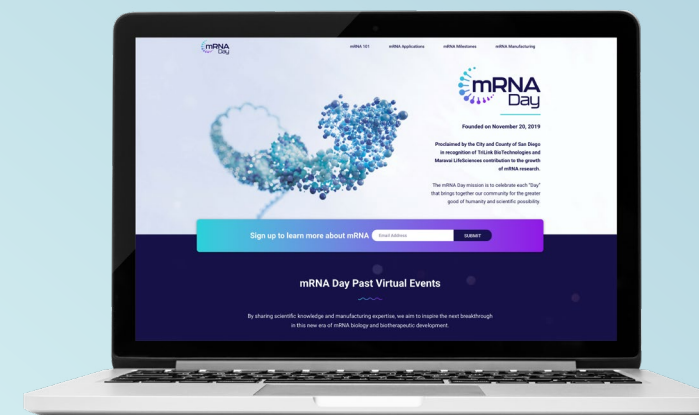 mRNA
Day
mRNA 101 mRNA Applications mRNA Milestones mRNA Manufacturing
mRNA
Day
Founded on November 20, 2019
Proclaimed by the City and County of San Diego
in recognition of TriLink BioTechnologies and
Maravai LifeSciences contribution to the growth
of mRNA research.
The mRNA Day mission is to celebrate each "Day"
that brings together our community for the greater
good of humanity and scientific possibility.
Sign up to learn more about mRNA Email Address SUBMIT
mRNA Day Past Virtual Events
By sharing scientific knowledge and manufacturing expertise, we aim to inspire the next breakthrough
in this new era of mRNA biology and biotherapeutic development.